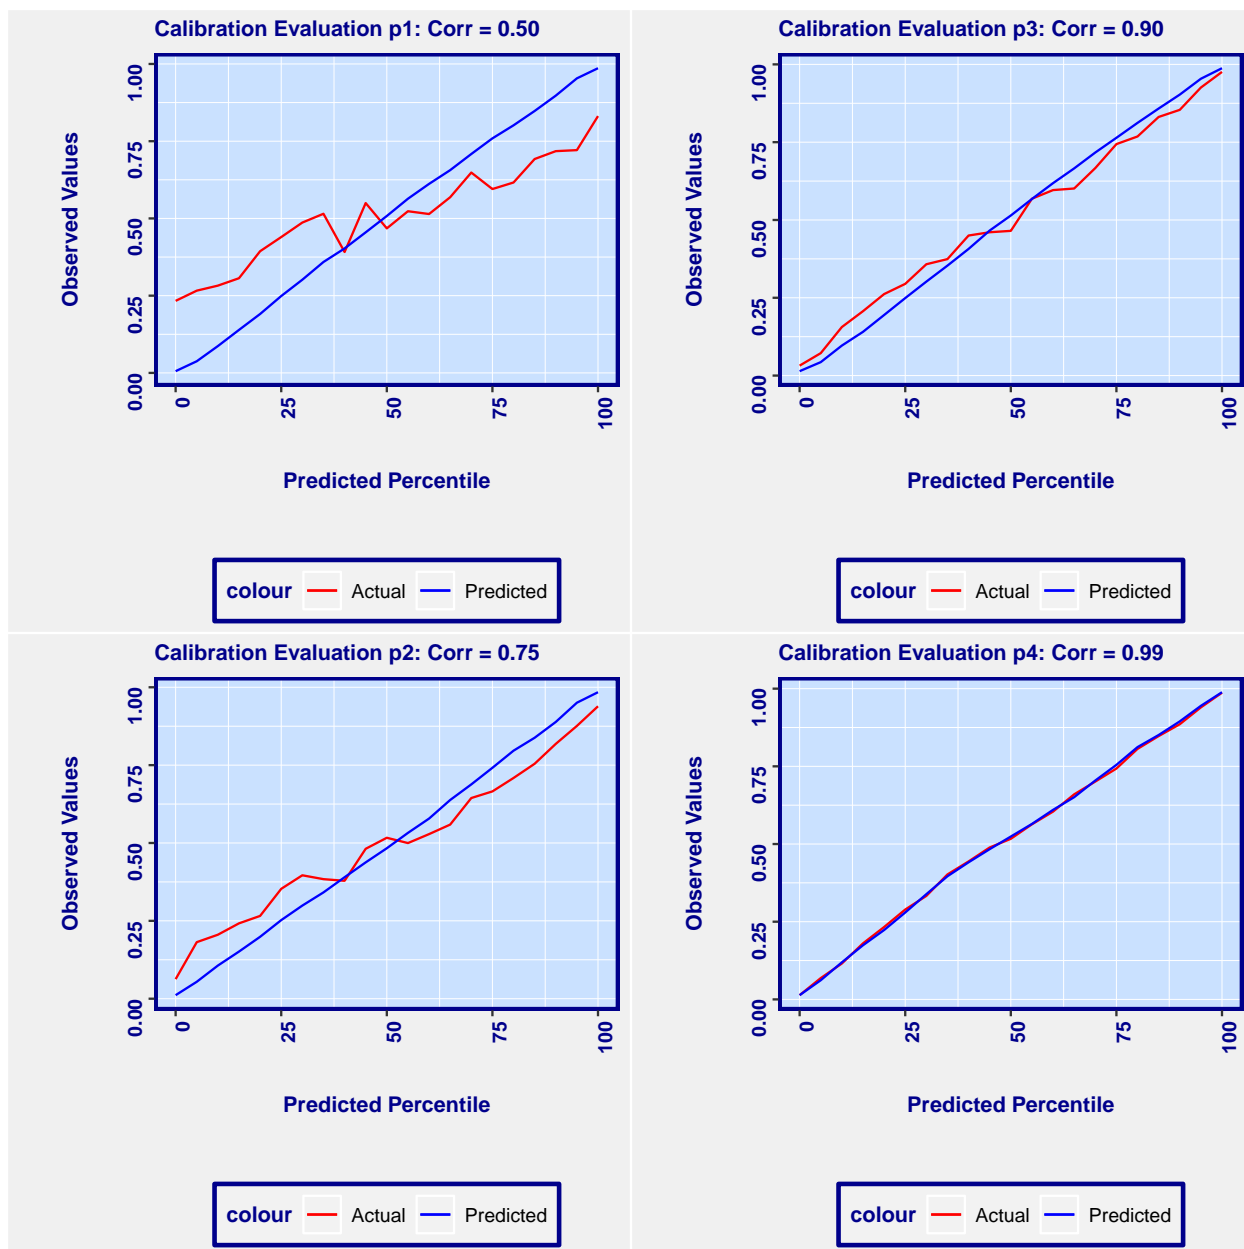 Calibration Evaluation p1: Corr = 0.50
Observed Values
1.00
0.75
0.50
0.25
0.00
0 25 50 75 100
Predicted Percentile
colour Actual Predicted
Calibration Evaluation p3: Corr = 0.90
Observed Values
1.00
0.75
0.50
0.25
0.00
0 25 50 75 100
Predicted Percentile
colour Actual Predicted
Calibration Evaluation p2: Corr = 0.75
Observed Values
1.00
0.75
0.50
0.25
0.00
0 25 50 75 100
Predicted Percentile
colour Actual Predicted
Calibration Evaluation p4: Corr = 0.99
Observed Values
1.00
0.75
0.50
0.25
0.00
0 25 50 75 100
Predicted Percentile
colour Actual Predicted